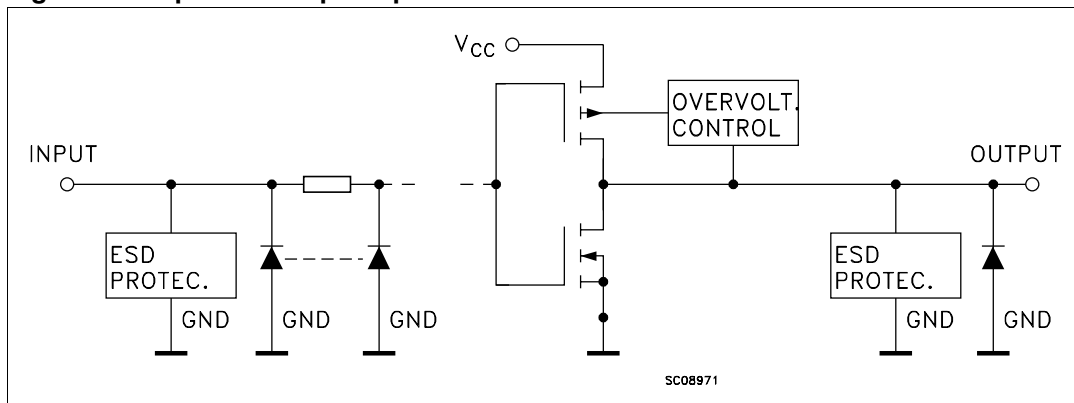 VCC
OVERVOLT.
CONTROL
INPUT
OUTPUT
ESD
PROTEC.
ESD
PROTEC.
GND
GND
GND
GND
GND
SC08971